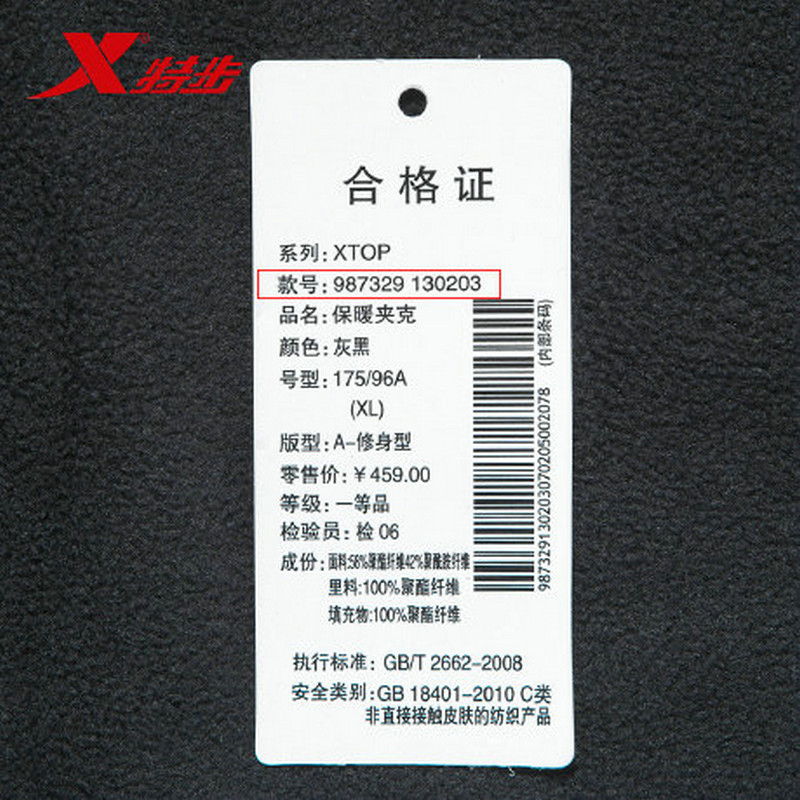 X® 特步
合格证
系列: XTOP
款号: 987329 130203
品名: 保暖夹克
颜色: 灰黑
号型: 175/96A
(XL)
版型: A-修身型
零售价: ¥459.00
等级: 一等品
检验员: 检 06
成份: 面料:58%聚酯纤维42%聚酰胺纤维
里料:100%聚酯纤维
填充物:100%聚酯纤维
执行标准: GB/T 2662-2008
安全类别:GB 18401-2010 C类
非直接接触皮肤的纺织产品
9873291302030702050020​78 (内部条码)